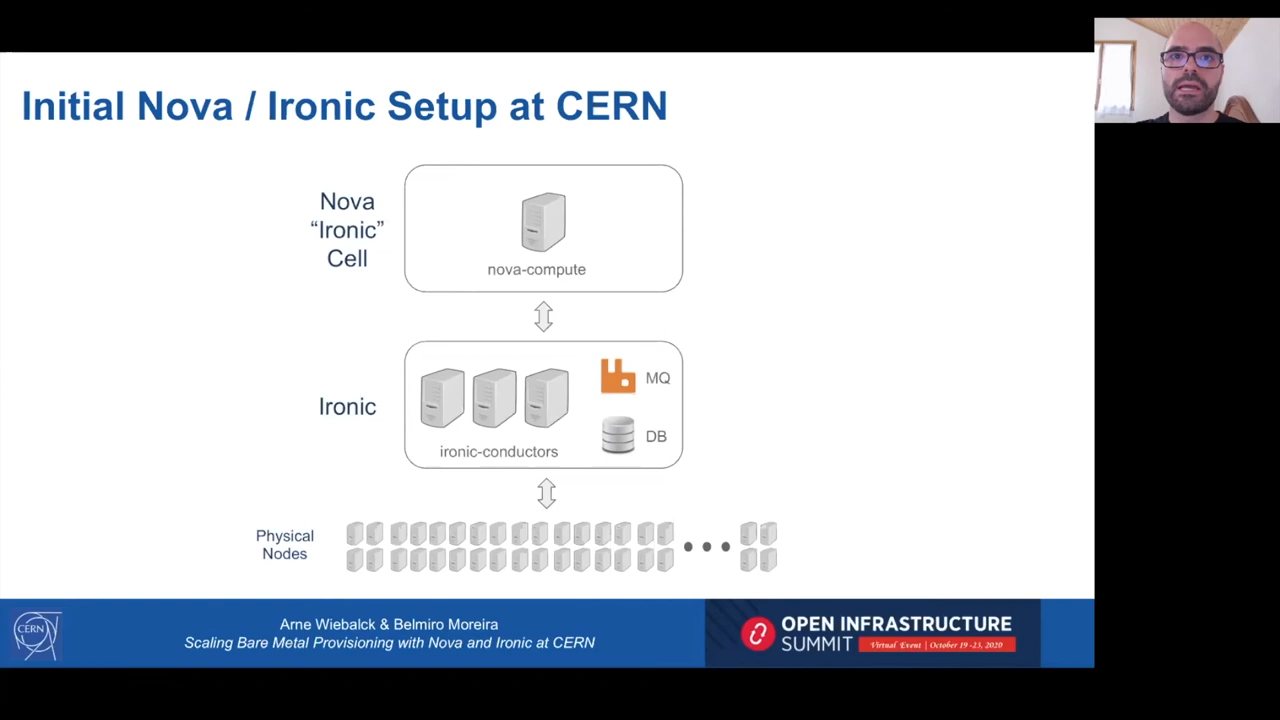 Initial Nova / Ironic Setup at CERN
Nova
“Ironic”
Cell
nova-compute
Ironic
MQ
DB
ironic-conductors
Physical
Nodes
CERN
Arne Wiebalck & Belmiro Moreira
Scaling Bare Metal Provisioning with Nova and Ironic at CERN
OPEN INFRASTRUCTURE
SUMMIT
Virtual Event | October 19-23, 2020